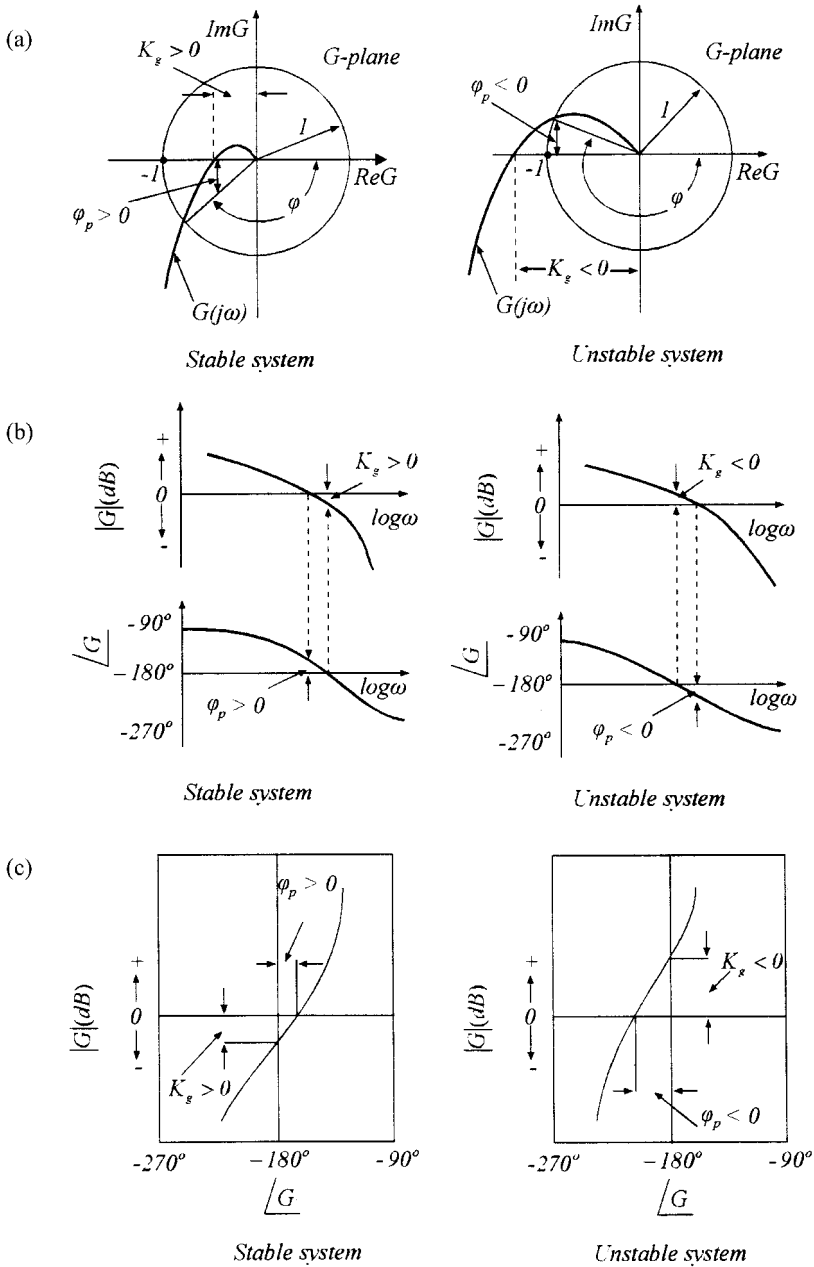 (a)
ImG
K_g > 0
G-plane
1
-1
ReG
φ_p > 0
φ
G(jω)
Stable system
ImG
G-plane
φ_p < 0
1
-1
ReG
φ
K_g < 0
G(jω)
Unstable system
(b)
|G|(dB)
+
0
-
K_g > 0
logω
∠G
-90°
-180°
-270°
φ_p > 0
logω
Stable system
|G|(dB)
+
0
-
K_g < 0
logω
∠G
-90°
-180°
-270°
φ_p < 0
logω
Unstable system
(c)
φ_p > 0
|G|(dB)
+
0
-
K_g > 0
-270°
-180°
-90°
∠G
Stable system
|G|(dB)
+
0
-
K_g < 0
φ_p < 0
-270°
-180°
-90°
∠G
Unstable system